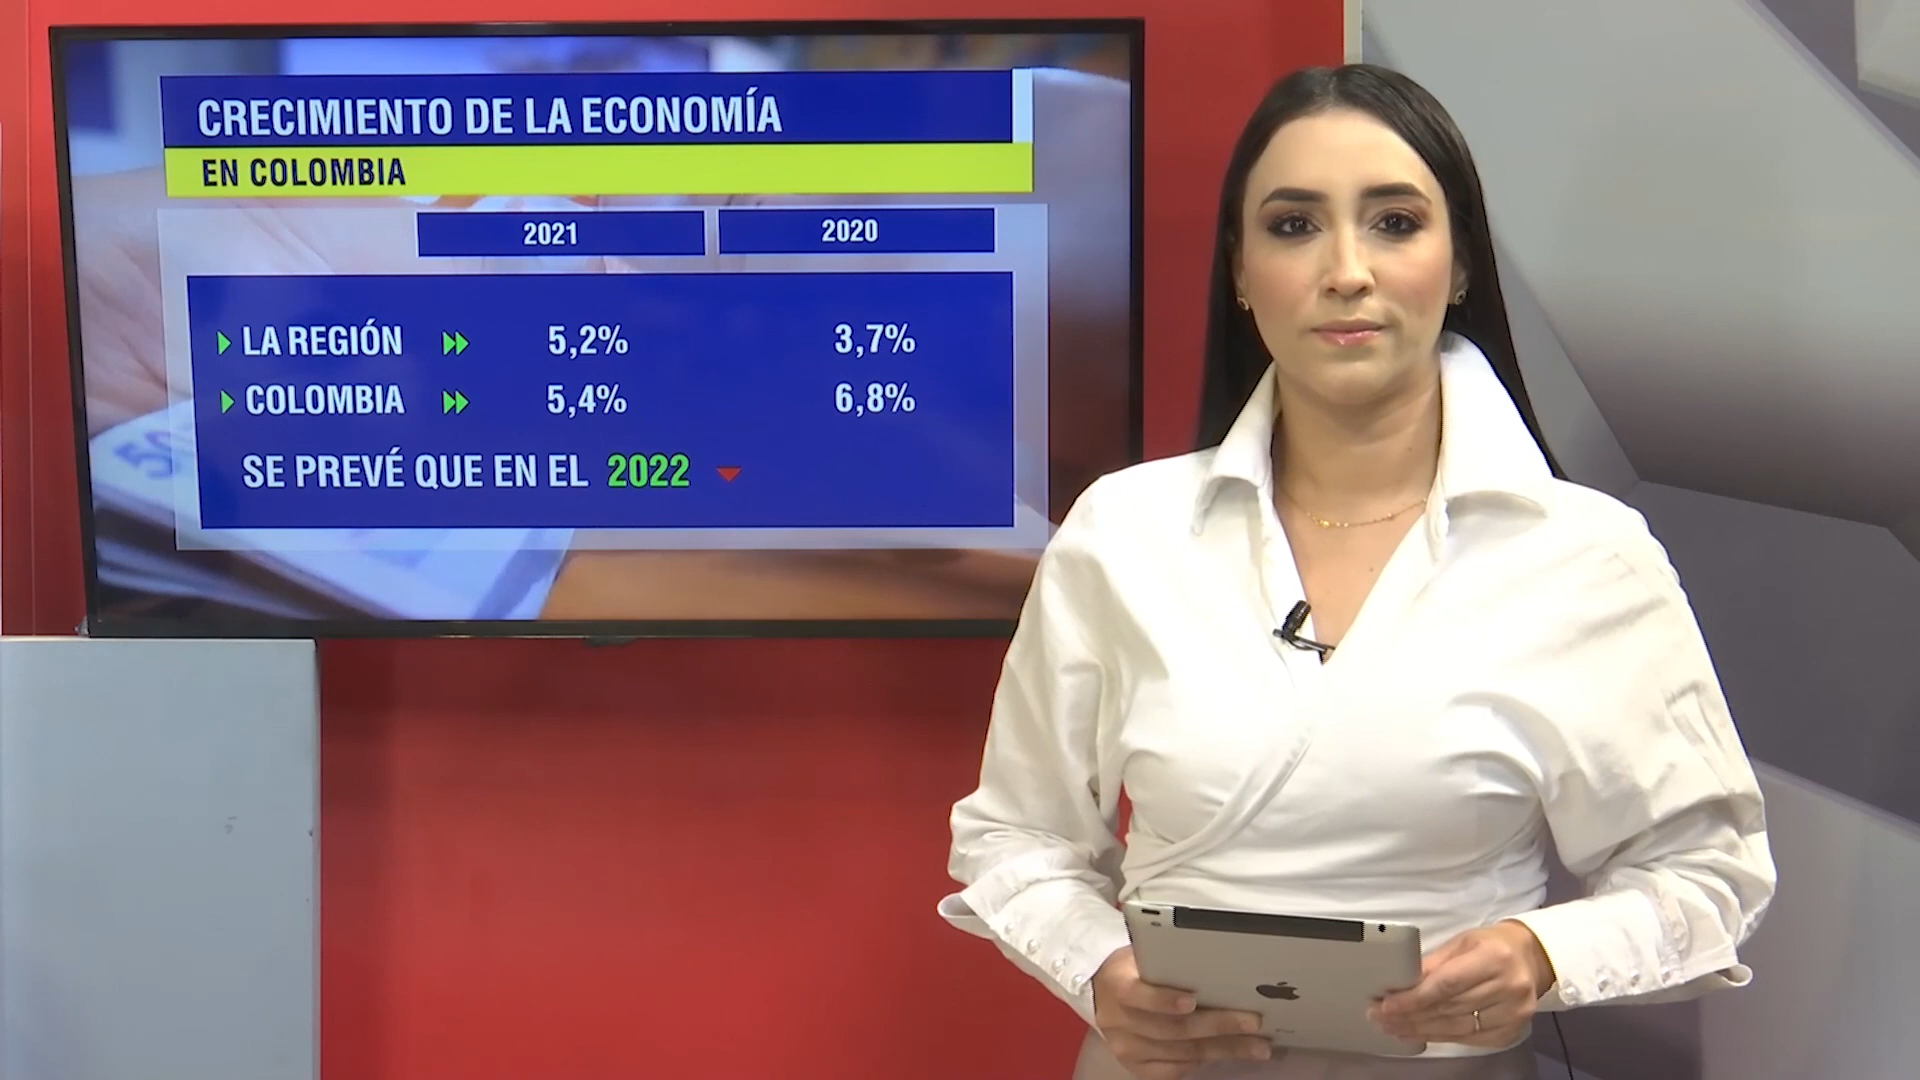 CRECIMIENTO DE LA ECONOMÍA
EN COLOMBIA
2021 2020
LA REGIÓN 5,2% 3,7%
COLOMBIA 5,4% 6,8%
SE PREVÉ QUE EN EL 2022
50